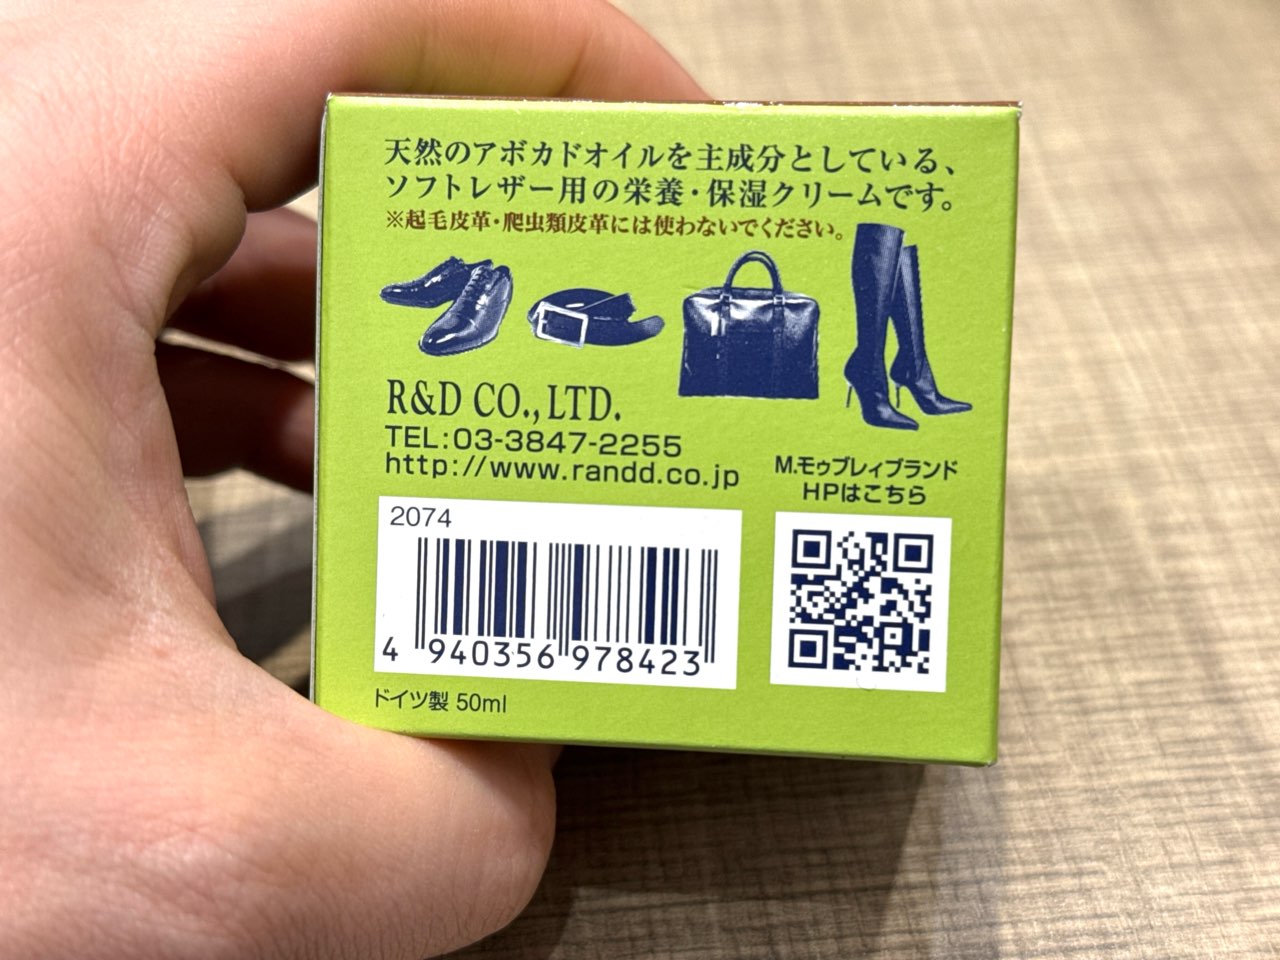 天然のアボカドオイルを主成分としている、
ソフトレザー用の栄養・保湿クリームです。
※起毛皮革・爬虫類皮革には使わないでください。
R&D CO.,LTD.
TEL:03-3847-2255
http://www.randd.co.jp
M.モゥブレィブランド
HPはこちら
2074
4 940356 978423
ドイツ製 50ml